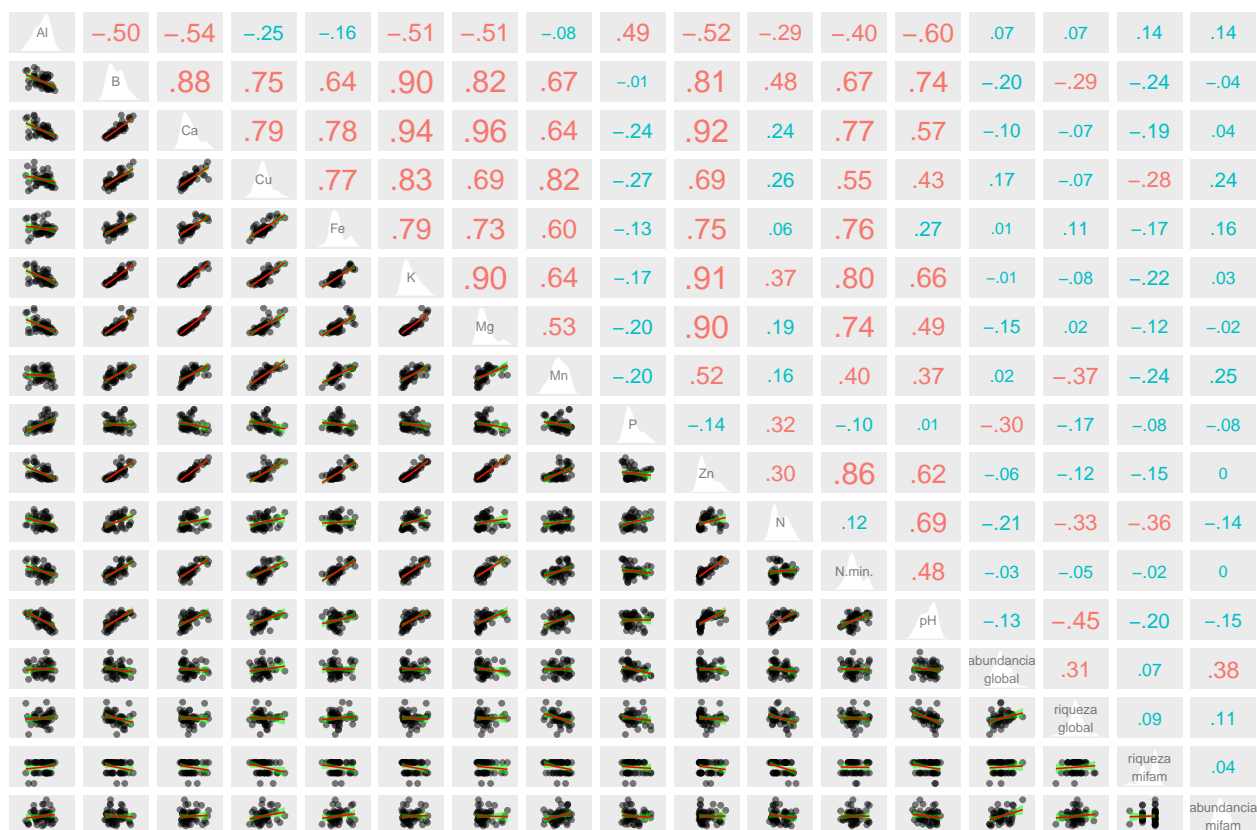 Al −.50 −.54 −.25 −.16 −.51 −.51 −.08 .49 −.52 −.29 −.40 −.60 .07 .07 .14 .14
B .88 .75 .64 .90 .82 .67 −.01 .81 .48 .67 .74 −.20 −.29 −.24 −.04
Ca .79 .78 .94 .96 .64 −.24 .92 .24 .77 .57 −.10 −.07 −.19 .04
Cu .77 .83 .69 .82 −.27 .69 .26 .55 .43 .17 −.07 −.28 .24
Fe .79 .73 .60 −.13 .75 .06 .76 .27 .01 .11 −.17 .16
K .90 .64 −.17 .91 .37 .80 .66 −.01 −.08 −.22 .03
Mg .53 −.20 .90 .19 .74 .49 −.15 .02 −.12 −.02
Mn −.20 .52 .16 .40 .37 .02 −.37 −.24 .25
P −.14 .32 −.10 .01 −.30 −.17 −.08 −.08
Zn .30 .86 .62 −.06 −.12 −.15 0
N .12 .69 −.21 −.33 −.36 −.14
N.min. .48 −.03 −.05 −.02 0
pH −.13 −.45 −.20 −.15
abundancia
global .31 .07 .38
riqueza
global .09 .11
riqueza
mifam .04
abundancia
mifam